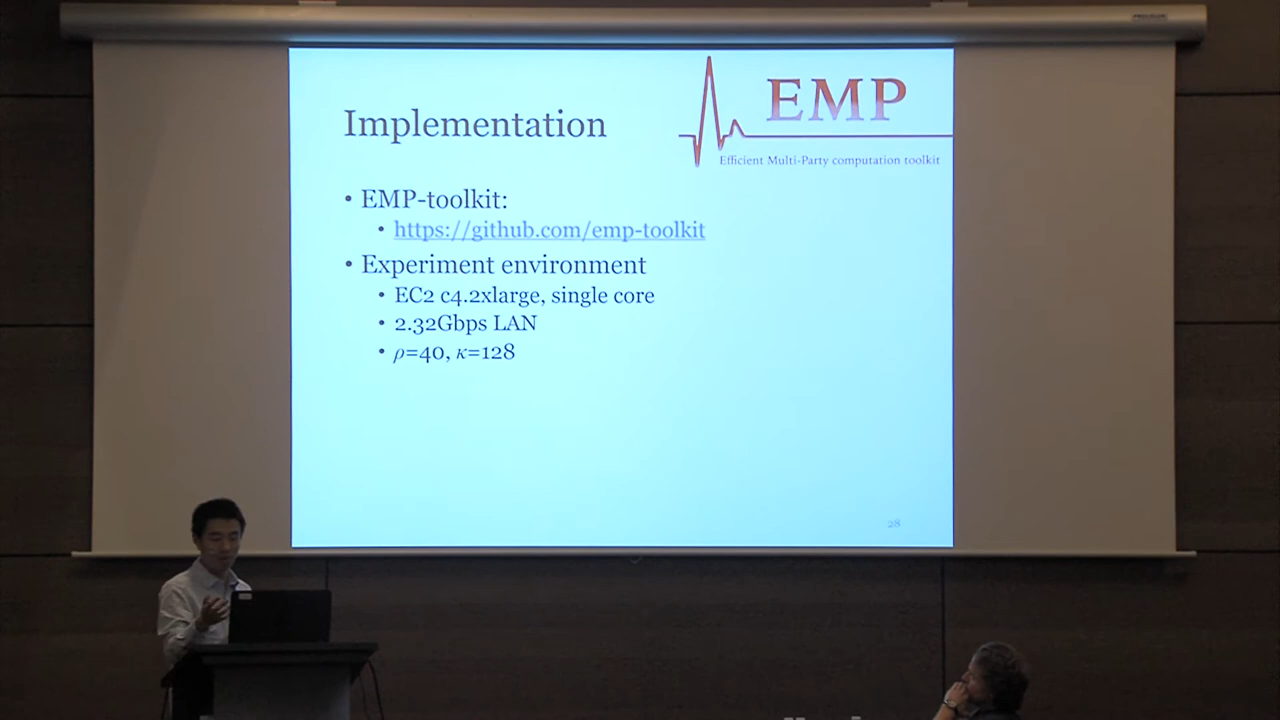 EMP
Efficient Multi-Party computation toolkit
Implementation
• EMP-toolkit:
• https://github.com/emp-toolkit
• Experiment environment
• EC2 c4.2xlarge, single core
• 2.32Gbps LAN
• ρ=40, κ=128
28